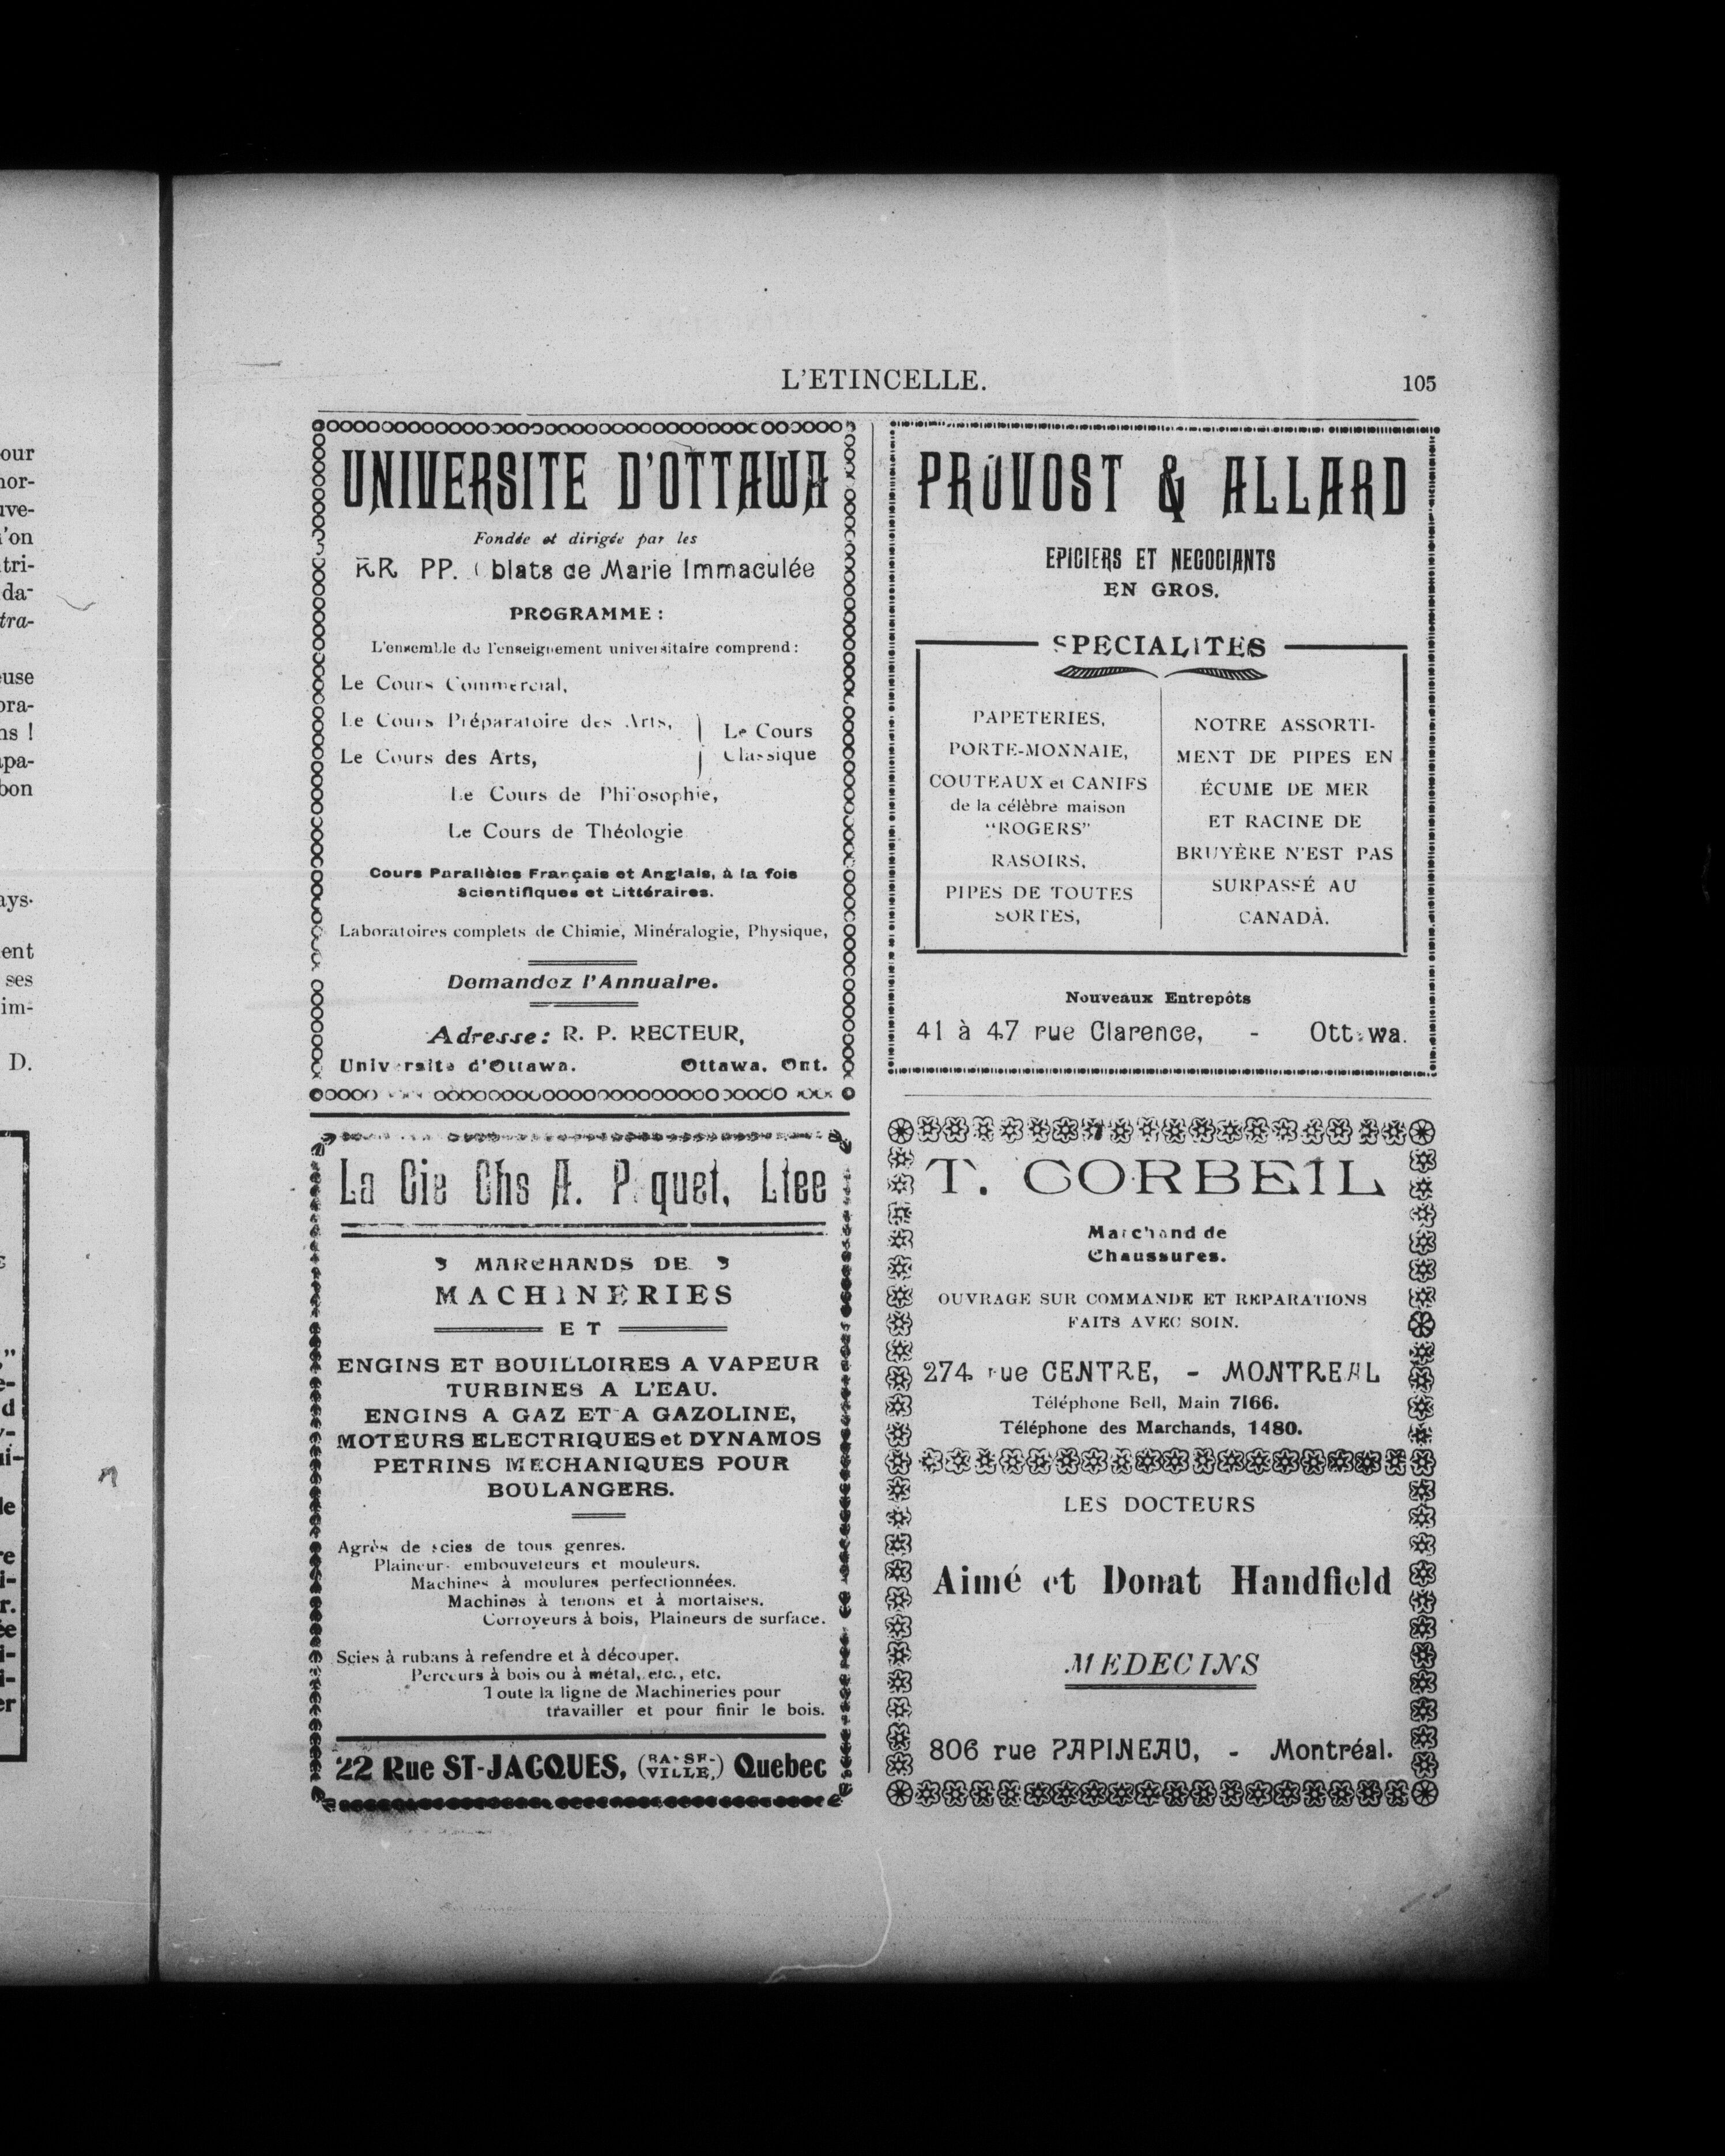 L'ETINCELLE.
105
UNIVERSITE D'OTTAWA
Fondée et dirigée par les
RR PP. Oblats de Marie Immaculée
PROGRAMME :
L'ensemble de l'enseignement universitaire comprend :
Le Cours Commercial,
Le Cours Préparatoire des Arts,
Le Cours des Arts,
Le Cours
Classique
Le Cours de Philosophie,
Le Cours de Théologie
Cours Parallèles Français et Anglais, à la fois
Scientifiques et Littéraires.
Laboratoires complets de Chimie, Minéralogie, Physique,
Demandez l'Annuaire.
Adresse: R. P. RECTEUR,
Universite d'Ottawa. Ottawa. Ont.
La Cie Chs A. Paquet, Ltee
MARCHANDS DE
MACHINERIES
ET
ENGINS ET BOUILLOIRES A VAPEUR
TURBINES A L'EAU.
ENGINS A GAZ ET A GAZOLINE,
MOTEURS ELECTRIQUES et DYNAMOS
PETRINS MECHANIQUES POUR
BOULANGERS.
Agrès de scies de tous genres.
Plaineurs embouveteurs et mouleurs.
Machines à moulures perfectionnées.
Machines à tenons et à mortaises.
Corroyeurs à bois, Plaineurs de surface.
Scies à rubans à refendre et à découper.
Perceurs à bois ou à métal, etc., etc.
Toute la ligne de Machineries pour
travailler et pour finir le bois.
22 Rue ST-JACQUES, (BASSE-VILLE,) Quebec
PROVOST & ALLARD
EPICIERS ET NEGOCIANTS
EN GROS.
SPECIALITES
PAPETERIES,
PORTE-MONNAIE,
COUTEAUX et CANIFS
de la célèbre maison
"ROGERS"
RASOIRS,
PIPES DE TOUTES
SORTES,
NOTRE ASSORTI-
MENT DE PIPES EN
ÉCUME DE MER
ET RACINE DE
BRUYÈRE N'EST PAS
SURPASSÉ AU
CANADA.
Nouveaux Entrepôts
41 à 47 rue Clarence, - Ottawa.
T. CORBEIL
Marchand de
Chaussures.
OUVRAGE SUR COMMANDE ET REPARATIONS
FAITS AVEC SOIN.
274 rue CENTRE, - MONTREAL
Téléphone Bell, Main 7166.
Téléphone des Marchands, 1480.
LES DOCTEURS
Aimé et Donat Handfield
MEDECINS
806 rue PAPINEAU, - Montréal.